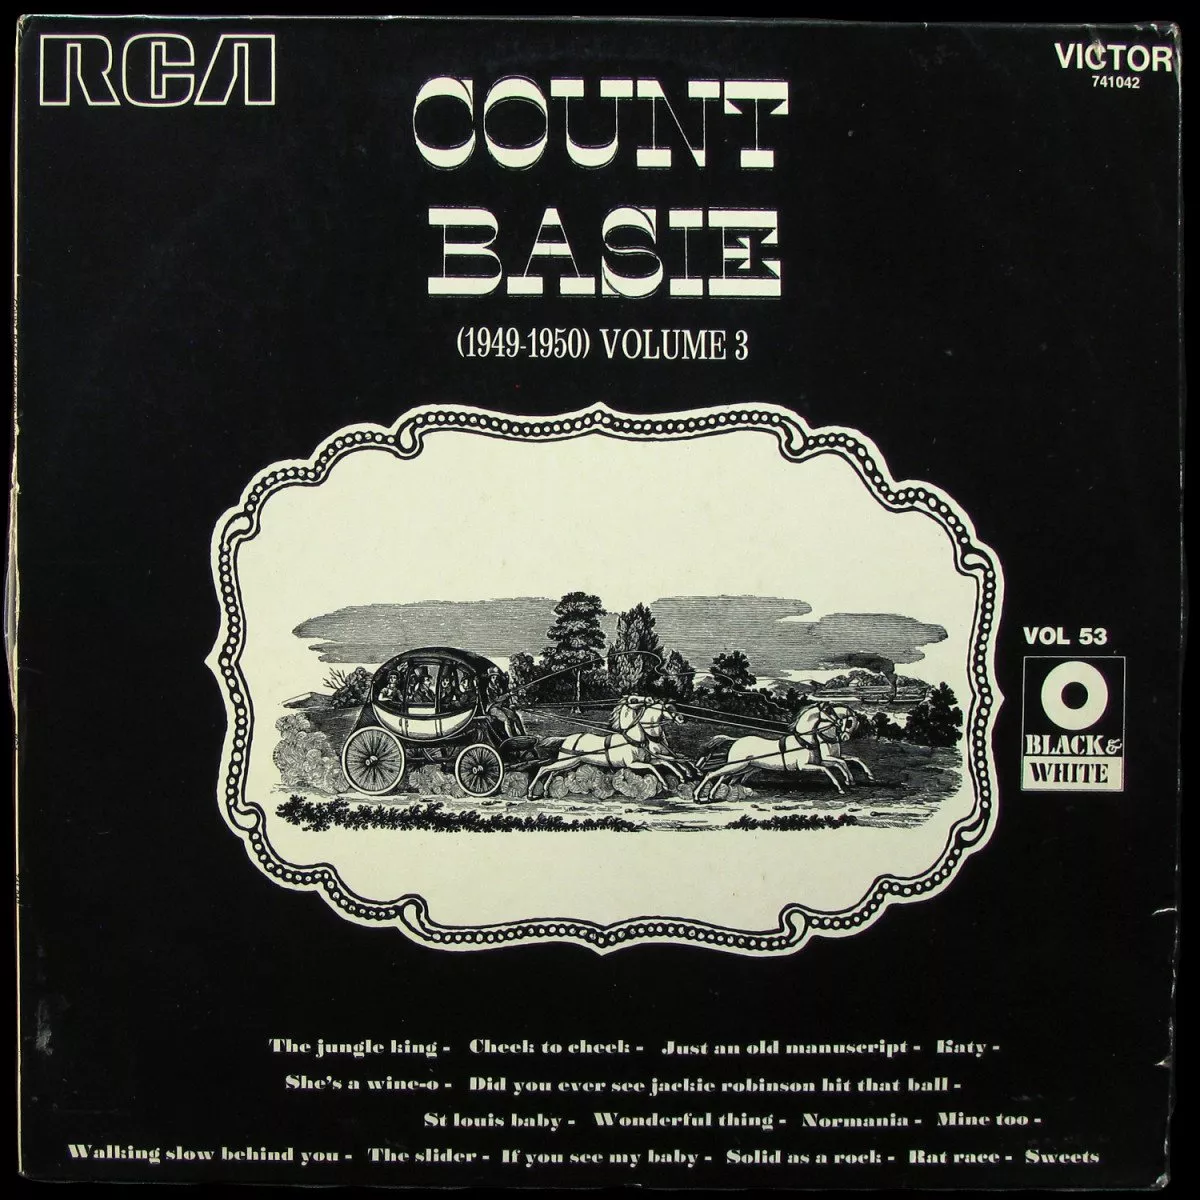 RCA
VICTOR
741042
COUNT
BASIE
(1949-1950) VOLUME 3
VOL 53
BLACK&
WHITE
The jungle king - Cheek to cheek - Just an old manuscript - Katy -
She's a wine-o - Did you ever see jackie robinson hit that ball -
St louis baby - Wonderful thing - Normania - Mine too -
Walking slow behind you - The slider - If you see my baby - Solid as a rock - Rat race - Sweets